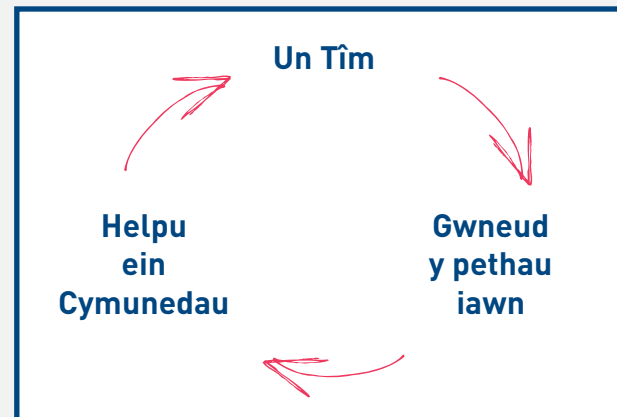 Un Tîm
Gwneud
y pethau
iawn
Helpu
ein
Cymunedau